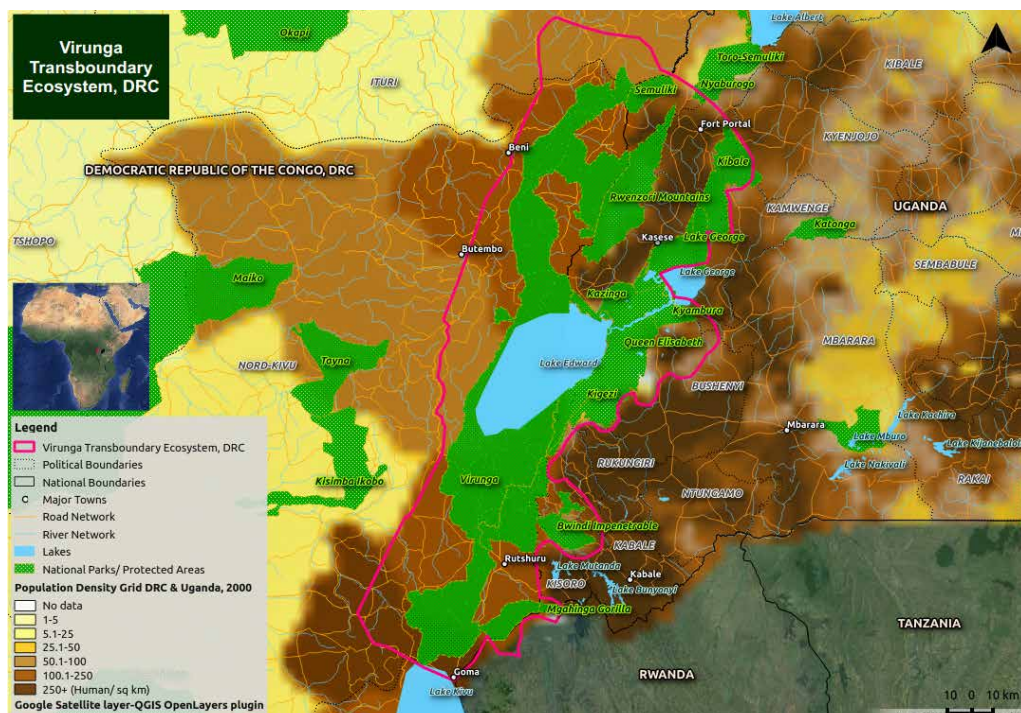 Virunga
Transboundary
Ecosystem, DRC
Okapi
Lake Albert
Toro-Semuliki
ITURI
Semuliki
Nyaburogo
KIBALE
Fort Portal
KYENJOJO
Beni
Kibale
DEMOCRATIC REPUBLIC OF THE CONGO, DRC
Rwenzori Mountains
KAMWENGE
UGANDA
Katonga
TSHOPO
Butembo
Kasese
Lake George
Maiko
Lake George
SEMBABULE
Kazinga
Kyambura
Tayna
Lake Edward
Queen Elisabeth
MBARARA
NORD-KIVU
BUSHENYI
Kigezi
Lake Kachira
Mbarara
Lake Mburo
Lake Kijanebalola
Lake Nakivali
RUKUNGIRI
RAKAI
Kisimba Ikobo
Virunga
NTUNGAMO
Bwindi Impenetrable
KABALE
Rutshuru
Lake Mutanda
KISORO
Kabale
Lake Bunyonyi
Mgahinga Gorilla
TANZANIA
RWANDA
Goma
Lake Kivu
10 0 10 km
Legend
Virunga Transboundary Ecosystem, DRC
Political Boundaries
National Boundaries
Major Towns
Road Network
River Network
Lakes
National Parks/ Protected Areas
Population Density Grid DRC & Uganda, 2000
No data
1-5
5.1-25
25.1-50
50.1-100
100.1-250
250+ (Human/ sq km)
Google Satellite layer-QGIS OpenLayers plugin